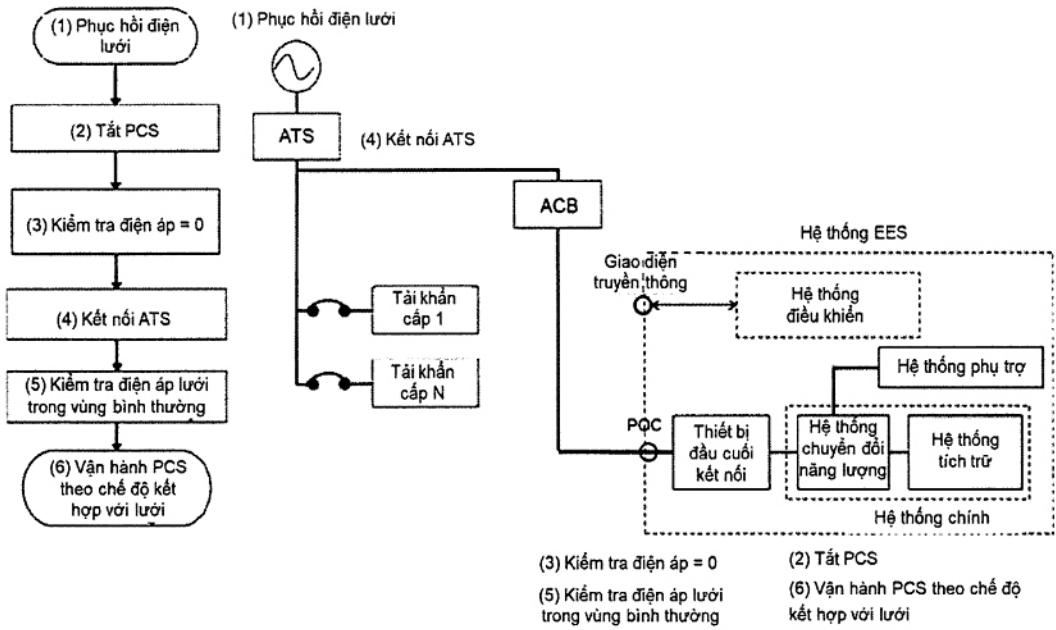 (1) Phục hồi điện
lưới
(2) Tắt PCS
(3) Kiểm tra điện áp = 0
(4) Kết nối ATS
(5) Kiểm tra điện áp lưới
trong vùng bình thường
(6) Vận hành PCS
theo chế độ kết
hợp với lưới
(1) Phục hồi điện lưới
ATS
(4) Kết nối ATS
ACB
Tải khẩn
cấp 1
Tải khẩn
cấp N
Hệ thống EES
Giao diện
truyền thông
Hệ thống
điều khiển
Hệ thống phụ trợ
POC
Thiết bị
đầu cuối
kết nối
Hệ thống
chuyển đổi
năng lượng
Hệ thống
tích trữ
Hệ thống chính
(3) Kiểm tra điện áp = 0
(5) Kiểm tra điện áp lưới
trong vùng bình thường
(2) Tắt PCS
(6) Vận hành PCS theo chế độ
kết hợp với lưới